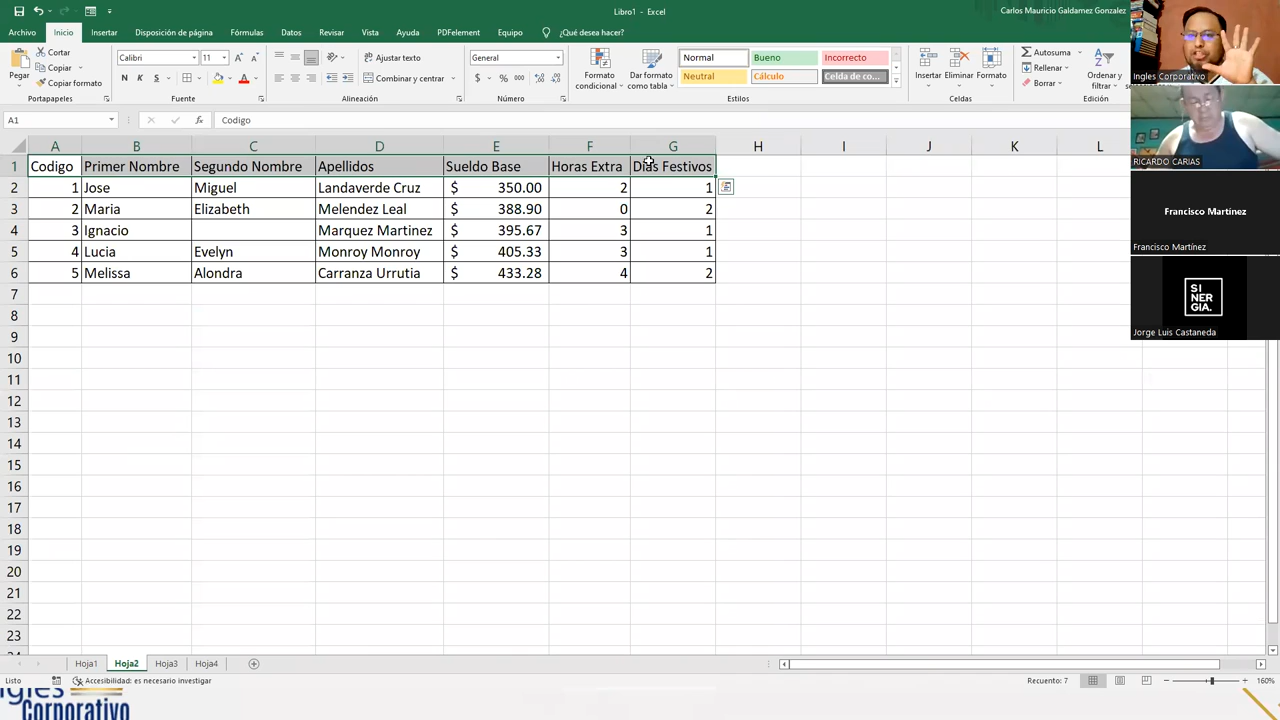 Libro1 - Excel
Carlos Mauricio Galdamez Gonzalez
Archivo Inicio Insertar Disposición de página Fórmulas Datos Revisar Vista Ayuda PDFelement Equipo ¿Qué desea hacer?
Pegar
Cortar
Copiar
Copiar formato
Portapapeles
Calibri 11
N K S
Fuente
Ajustar texto
Combinar y centrar
Alineación
General
$ % 000
Número
Formato condicional
Dar formato como tabla
Normal Bueno Incorrecto
Neutral Cálculo Celda de co...
Estilos
Insertar Eliminar Formato
Celdas
Autosuma
Rellenar
Borrar
Ordenar y filtrar
Edición
A1 fx Codigo
A B C D E F G H I J K L
1 Codigo Primer Nombre Segundo Nombre Apellidos Sueldo Base Horas Extra Dias Festivos
2 1 Jose Miguel Landaverde Cruz $ 350.00 2 1
3 2 Maria Elizabeth Melendez Leal $ 388.90 0 2
4 3 Ignacio Marquez Martinez $ 395.67 3 1
5 4 Lucia Evelyn Monroy Monroy $ 405.33 3 1
6 5 Melissa Alondra Carranza Urrutia $ 433.28 4 2
7
8
9
10
11
12
13
14
15
16
17
18
19
20
21
22
23
Hoja1 Hoja2 Hoja3 Hoja4
Listo Accesibilidad: es necesario investigar Recuento: 7 160%
Ingles Corporativo
RICARDO CARIAS
Francisco Martínez
Francisco Martínez
SI
NER
GIA.
Jorge Luis Castaneda
Ingles
Corporativo